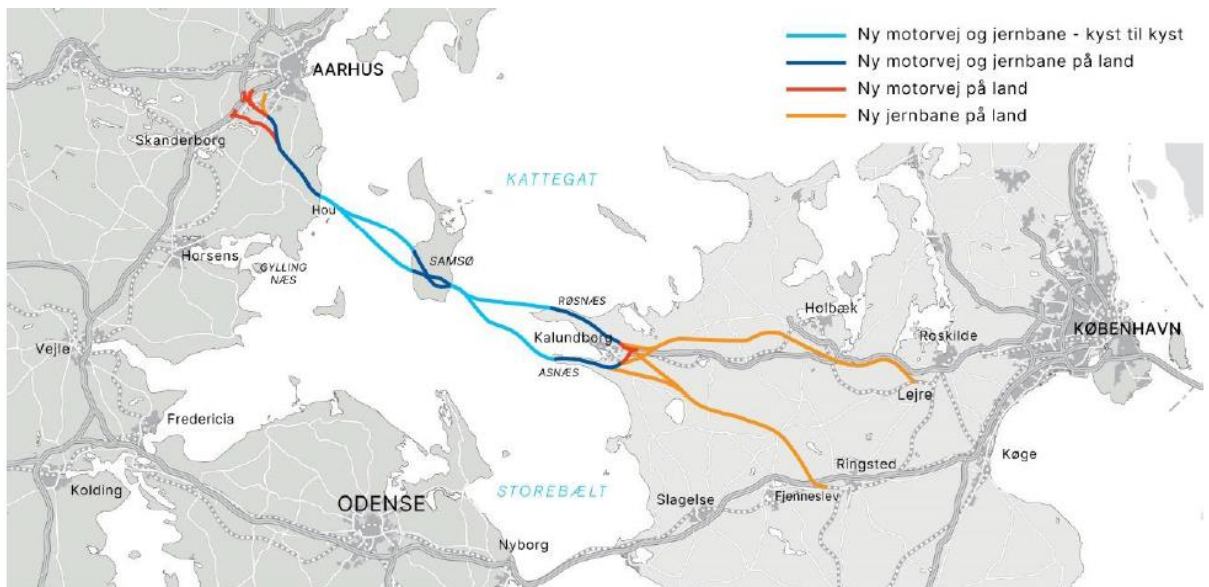 Ny motorvej og jernbane - kyst til kyst
Ny motorvej og jernbane på land
Ny motorvej på land
Ny jernbane på land
AARHUS
Skanderborg
KATTEGAT
Hou
Horsens
GYLLING
NÆS
SAMSØ
RØSNÆS
Holbæk
Kalundborg
Roskilde
KØBENHAVN
Vejle
ASNÆS
Lejre
Fredericia
Køge
Ringsted
Kolding
ODENSE
STOREBÆLT
Slagelse
Fjenneslev
Nyborg